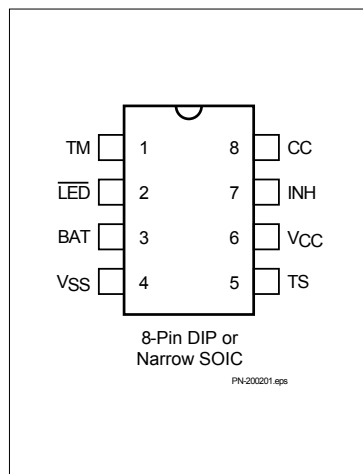 TM 1 8 CC
LED 2 7 INH
BAT 3 6 VCC
VSS 4 5 TS
8-Pin DIP or
Narrow SOIC
PN-200201.eps